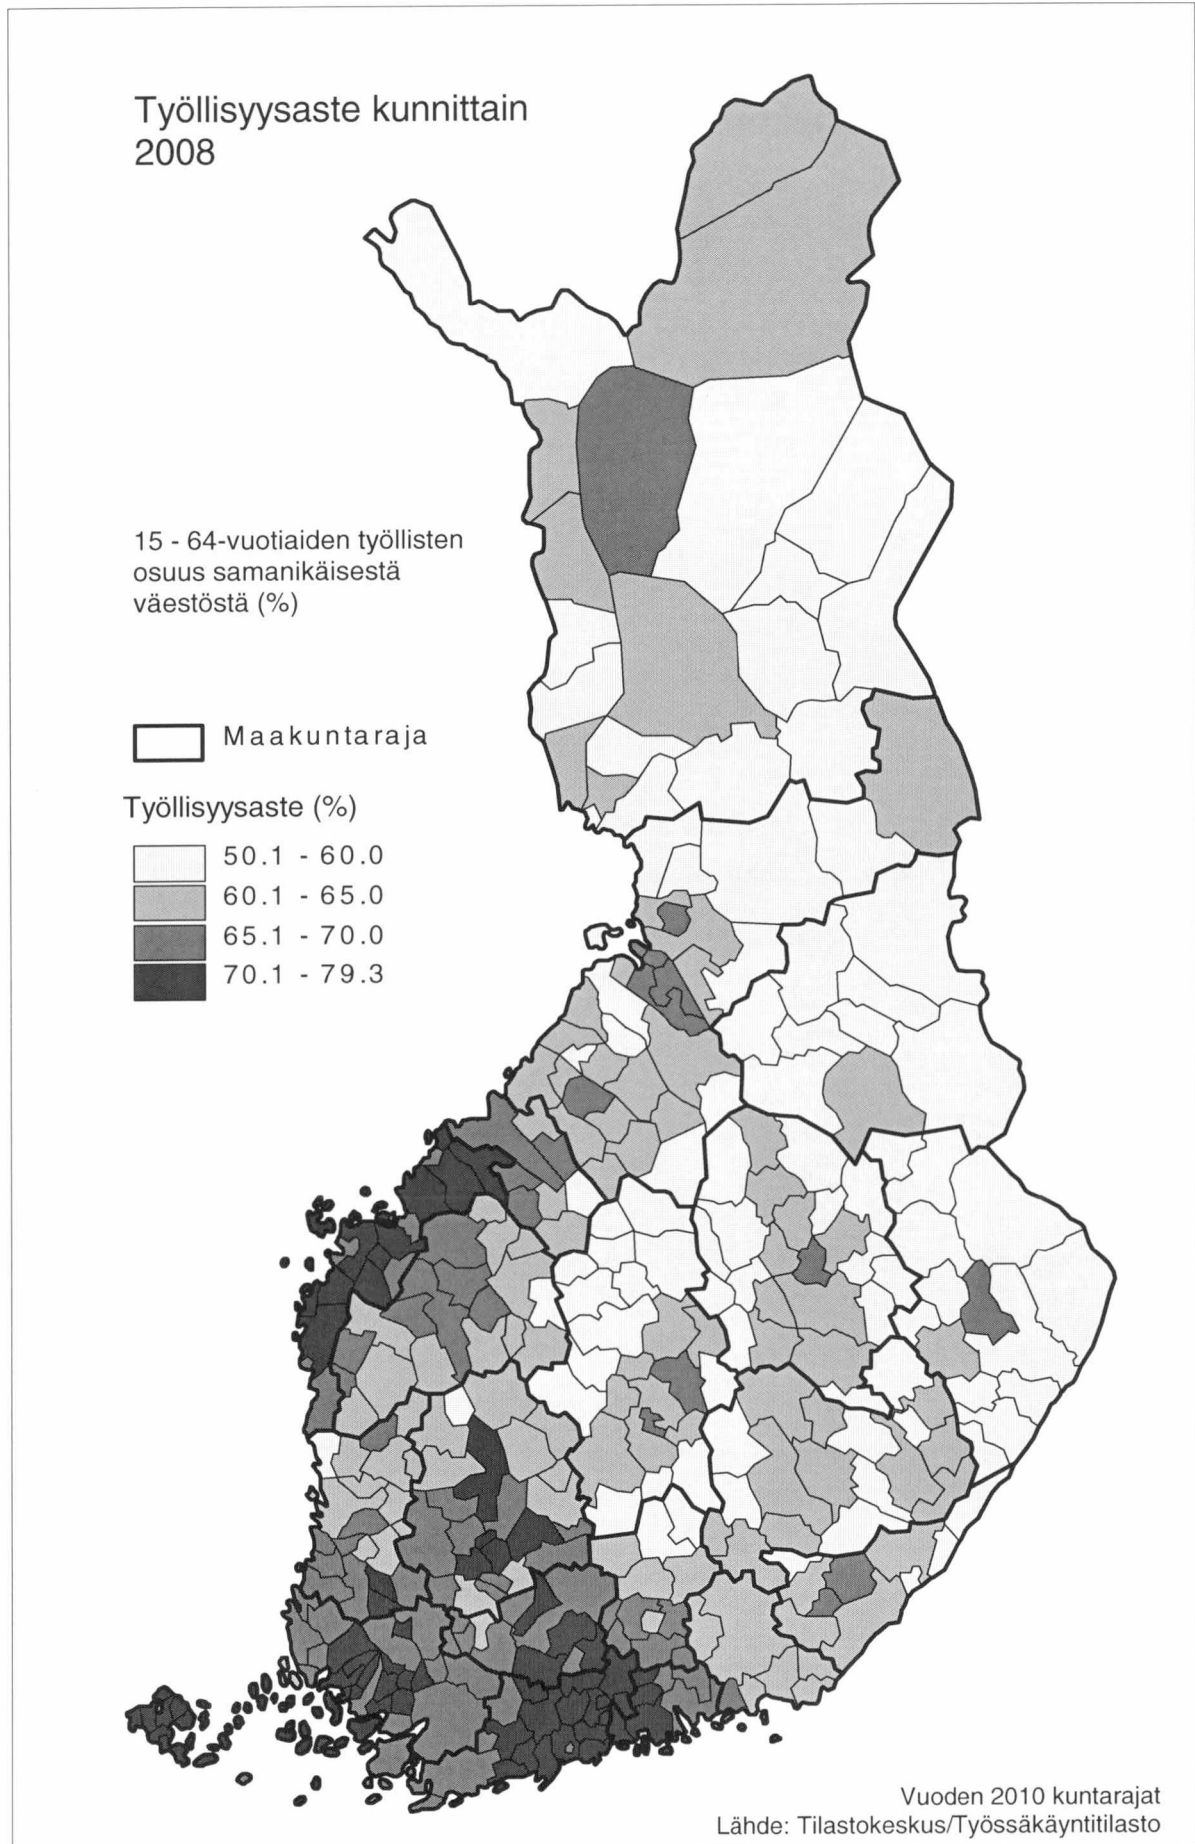 Työllisyysaste kunnittain
2008
15 - 64-vuotiaiden työllisten
osuus samanikäisestä
väestöstä (%)
Maakuntaraja
Työllisyysaste (%)
50.1 - 60.0
60.1 - 65.0
65.1 - 70.0
70.1 - 79.3
Vuoden 2010 kuntarajat
Lähde: Tilastokeskus/Työssäkäyntitilasto